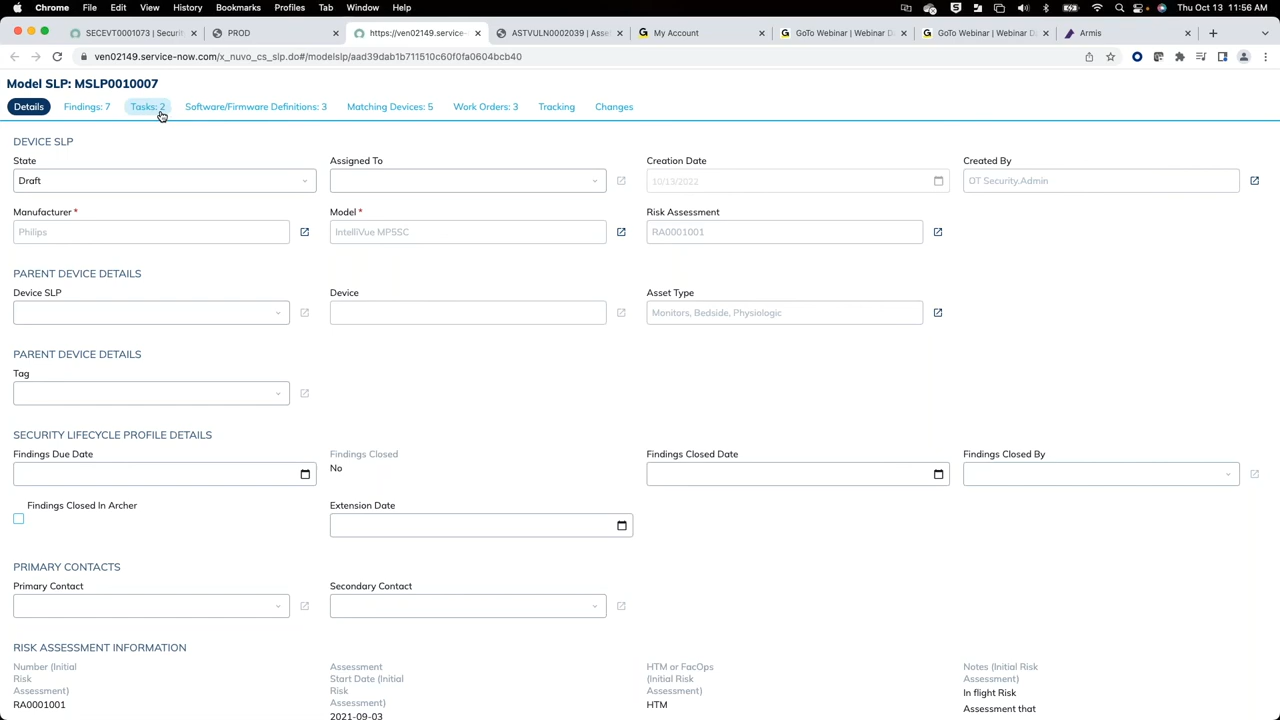 Chrome File Edit View History Bookmarks Profiles Tab Window Help Thu Oct 13 11:56 AM
SECEVT0001073 | Securit PROD https://ven02149.service-now. ASTVULN0002039 | Asse My Account GoTo Webinar | Webinar D GoTo Webinar | Webinar D Armis
ven02149.service-now.com/x_nuvo_cs_slp.do#/modelslp/aad39dab1b711510c60f0fa0604bcb40
Model SLP: MSLP0010007
Details Findings: 7 Tasks: 2 Software/Firmware Definitions: 3 Matching Devices: 5 Work Orders: 3 Tracking Changes
DEVICE SLP
State Assigned To Creation Date Created By
Draft 10/13/2022 OT Security.Admin
Manufacturer * Model * Risk Assessment
Philips IntelliVue MP5SC RA0001001
PARENT DEVICE DETAILS
Device SLP Device Asset Type
Monitors, Bedside, Physiologic
PARENT DEVICE DETAILS
Tag
SECURITY LIFECYCLE PROFILE DETAILS
Findings Due Date Findings Closed Findings Closed Date Findings Closed By
No
Findings Closed In Archer Extension Date
PRIMARY CONTACTS
Primary Contact Secondary Contact
RISK ASSESSMENT INFORMATION
Number (Initial Assessment HTM or FacOps Notes (Initial Risk
Risk Start Date (Initial (Initial Risk Assessment)
Assessment) Risk Assessment) In flight Risk
RA0001001 Assessment) HTM Assessment that
2021-09-03